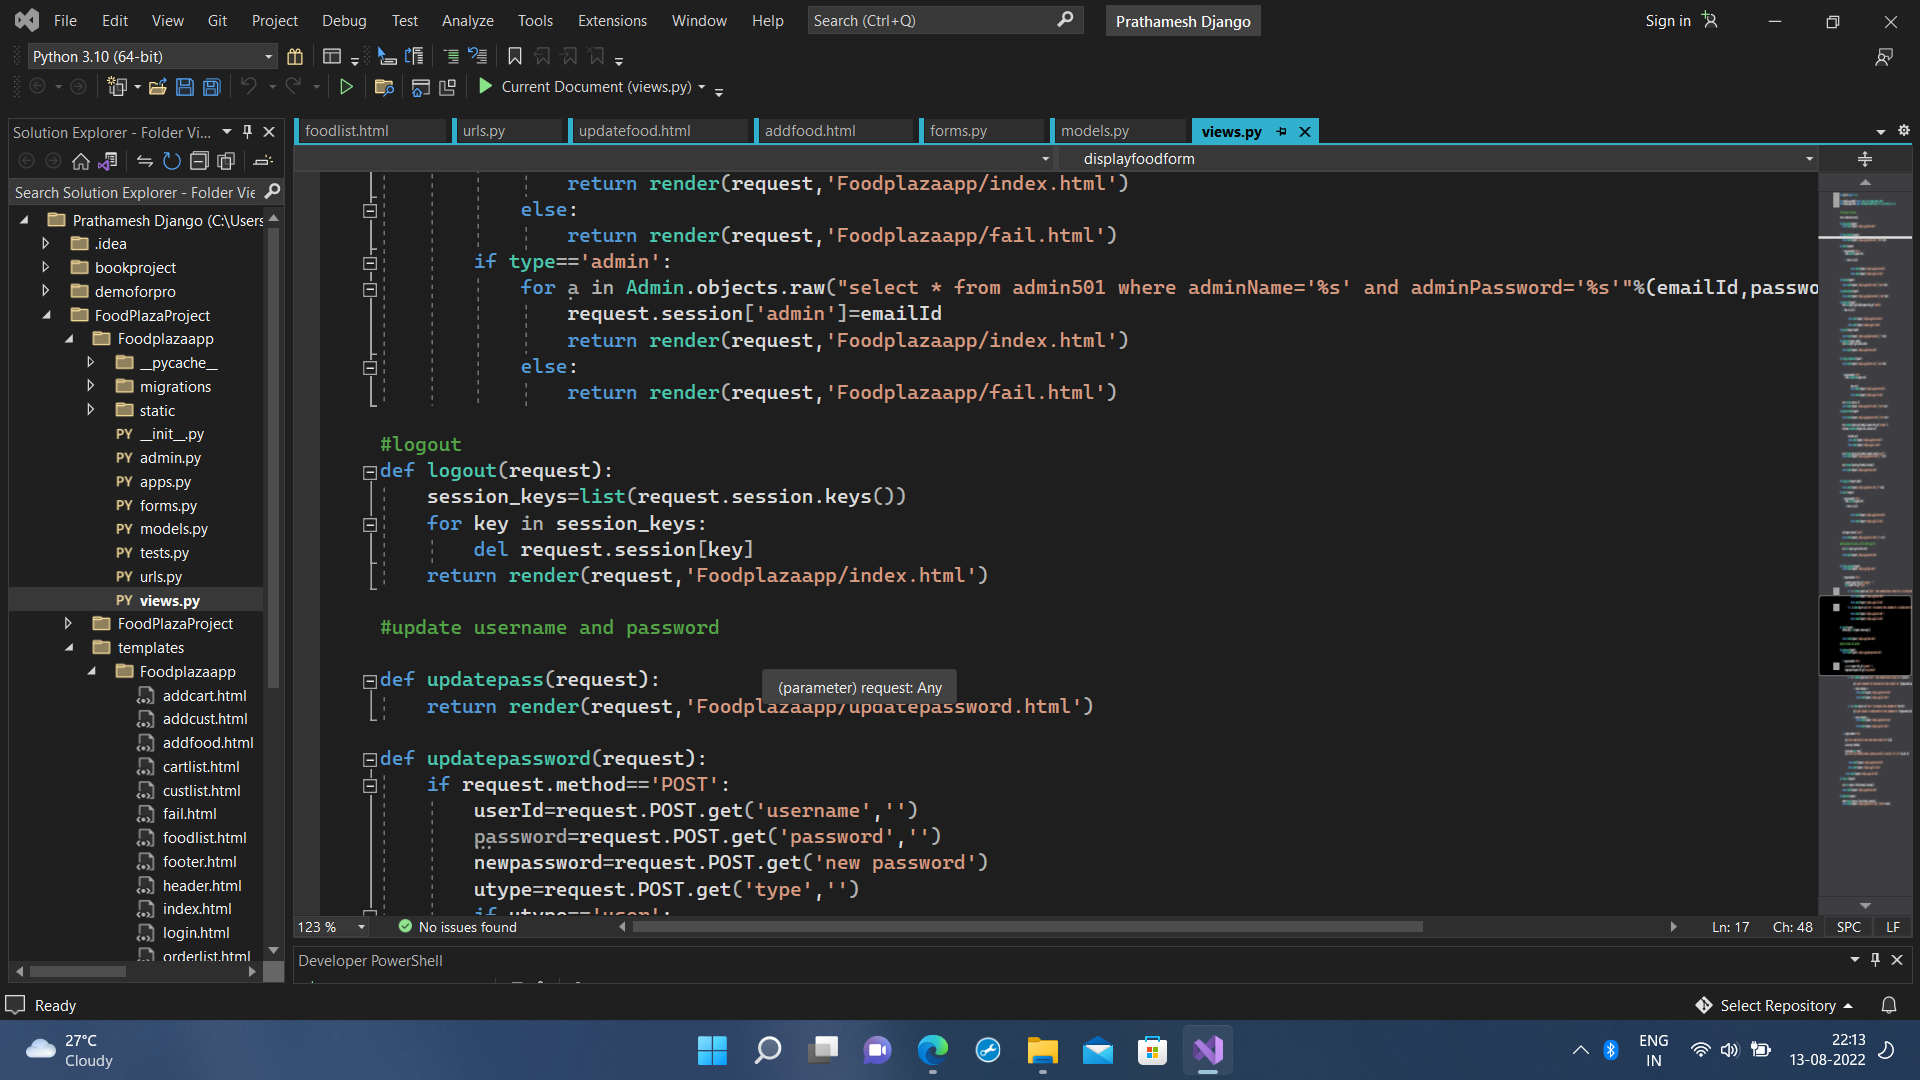 File Edit View Git Project Debug Test Analyze Tools Extensions Window Help Search (Ctrl+Q) Prathamesh Django Sign in
Python 3.10 (64-bit)
Current Document (views.py)
Solution Explorer - Folder Vi...
Search Solution Explorer - Folder Vie
Prathamesh Django (C:\Users
.idea
bookproject
demoforpro
FoodPlazaProject
Foodplazaapp
__pycache__
migrations
static
PY __init__.py
PY admin.py
PY apps.py
PY forms.py
PY models.py
PY tests.py
PY urls.py
PY views.py
FoodPlazaProject
templates
Foodplazaapp
addcart.html
addcust.html
addfood.html
cartlist.html
custlist.html
fail.html
foodlist.html
footer.html
header.html
index.html
login.html
orderlist.html
foodlist.html urls.py updatefood.html addfood.html forms.py models.py views.py
displayfoodform
return render(request,'Foodplazaapp/index.html')
else:
return render(request,'Foodplazaapp/fail.html')
if type=='admin':
for a in Admin.objects.raw("select * from admin501 where adminName='%s' and adminPassword='%s'"%(emailId,passwo
request.session['admin']=emailId
return render(request,'Foodplazaapp/index.html')
else:
return render(request,'Foodplazaapp/fail.html')
#logout
def logout(request):
session_keys=list(request.session.keys())
for key in session_keys:
del request.session[key]
return render(request,'Foodplazaapp/index.html')
#update username and password
def updatepass(request):
(parameter) request: Any
return render(request,'Foodplazaapp/updatepassword.html')
def updatepassword(request):
if request.method=='POST':
userId=request.POST.get('username','')
password=request.POST.get('password','')
newpassword=request.POST.get('new password')
utype=request.POST.get('type','')
if utype=='user':
123 % No issues found Ln: 17 Ch: 48 SPC LF
Developer PowerShell
Ready Select Repository
27°C
Cloudy
ENG
IN
22:13
13-08-2022